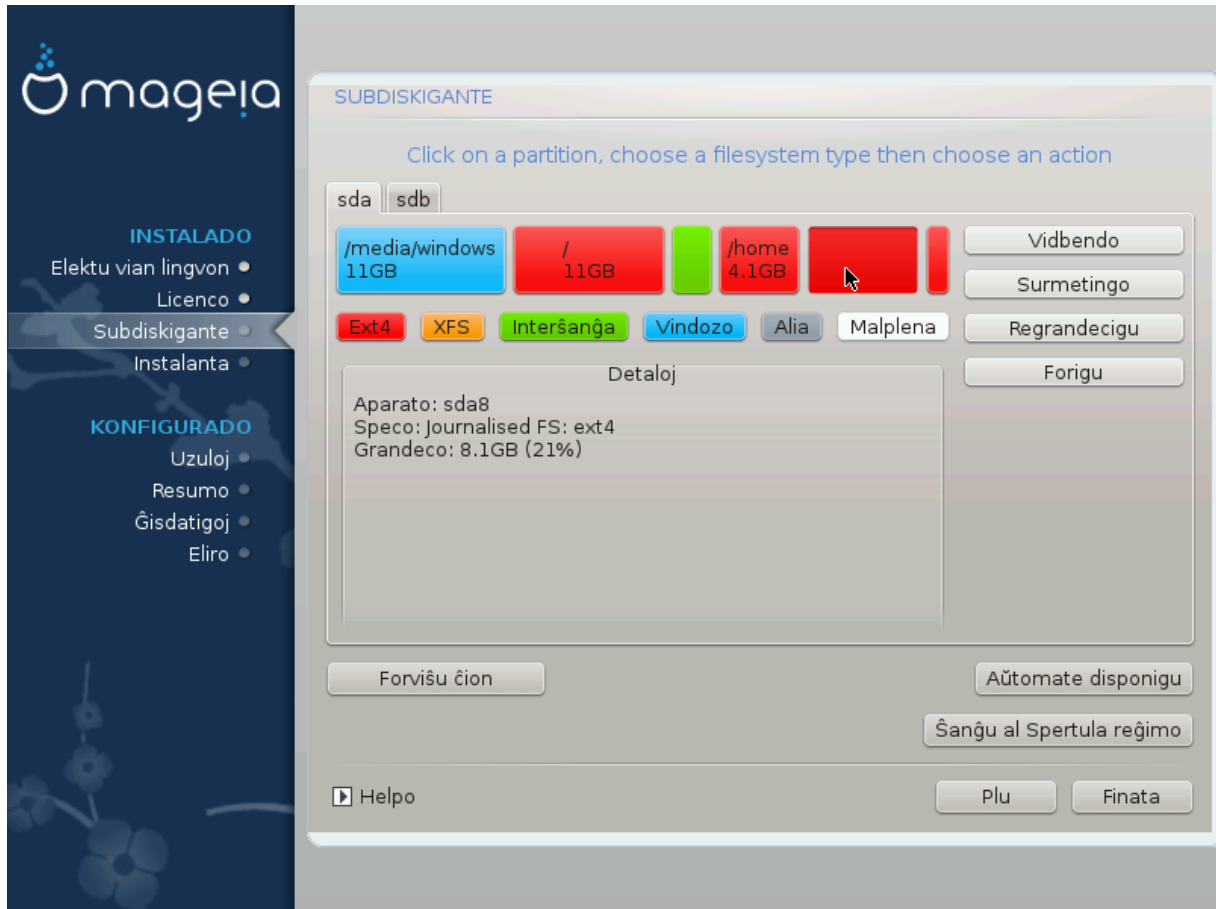 mageia
INSTALADO
Elektu vian lingvon
Licenco
Subdiskigante
Instalanta
KONFIGURADO
Uzuloj
Resumo
Ĝisdatigoj
Eliro
SUBDISKIGANTE
Click on a partition, choose a filesystem type then choose an action
sda sdb
/media/windows
11GB
/
11GB
/home
4.1GB
Ext4 XFS Interŝanĝa Vindozo Alia Malplena
Detaloj
Aparato: sda8
Speco: Journalised FS: ext4
Grandeco: 8.1GB (21%)
Vidbendo
Surmetingo
Regrandecigu
Forigu
Forviŝu ĉion
Aŭtomate disponigu
Ŝanĝu al Spertula reĝimo
Helpo
Plu
Finata